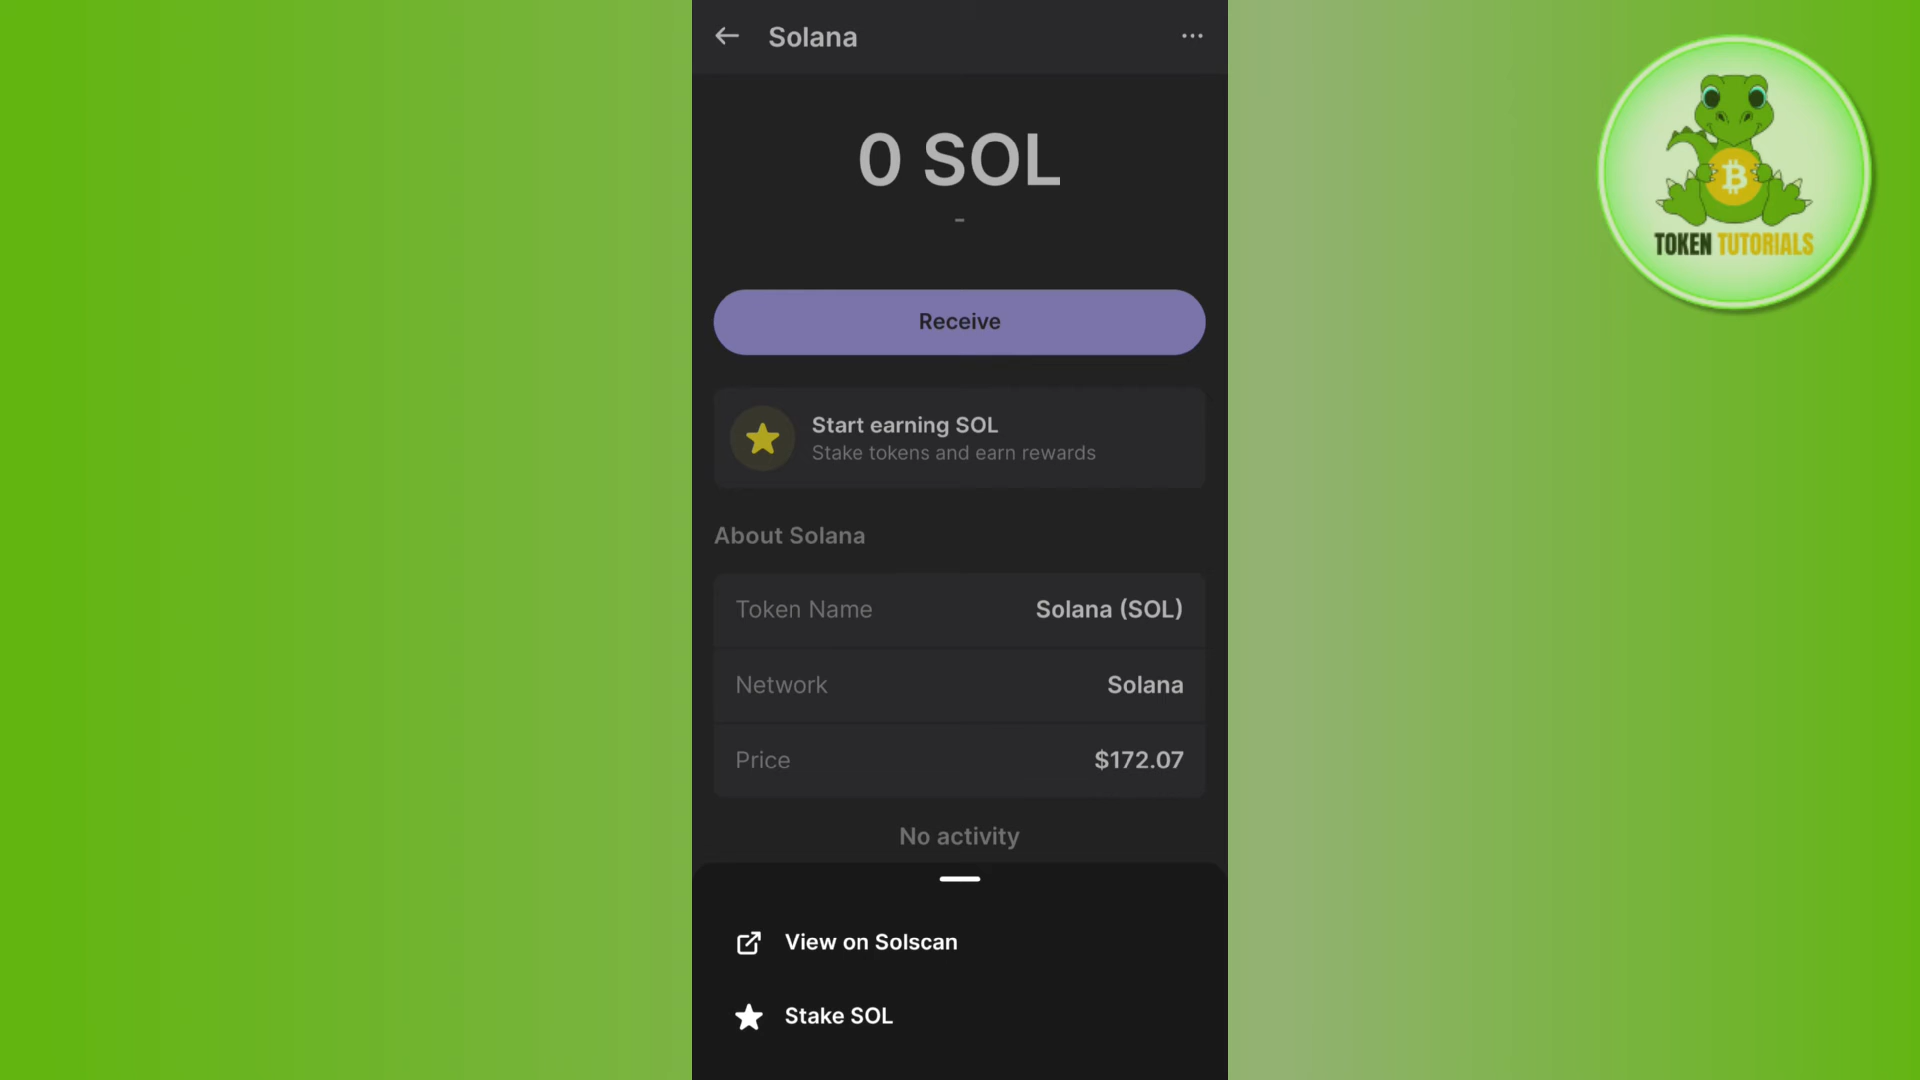 Solana
0 SOL
-
Receive
Start earning SOL
Stake tokens and earn rewards
About Solana
Token Name Solana (SOL)
Network Solana
Price $172.07
No activity
View on Solscan
Stake SOL
TOKEN TUTORIALS